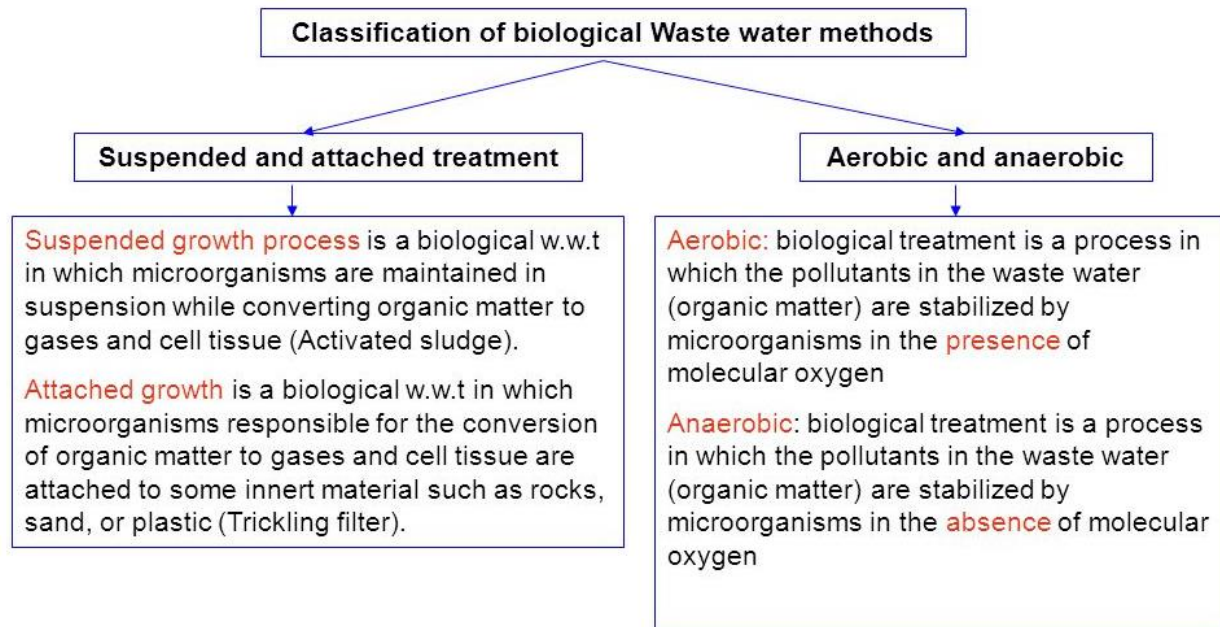 Classification of biological Waste water methods
Suspended and attached treatment
Aerobic and anaerobic
Suspended growth process is a biological w.w.t
in which microorganisms are maintained in
suspension while converting organic matter to
gases and cell tissue (Activated sludge).
Attached growth is a biological w.w.t in which
microorganisms responsible for the conversion
of organic matter to gases and cell tissue are
attached to some innert material such as rocks,
sand, or plastic (Trickling filter).
Aerobic: biological treatment is a process in
which the pollutants in the waste water
(organic matter) are stabilized by
microorganisms in the presence of
molecular oxygen
Anaerobic: biological treatment is a process
in which the pollutants in the waste water
(organic matter) are stabilized by
microorganisms in the absence of molecular
oxygen